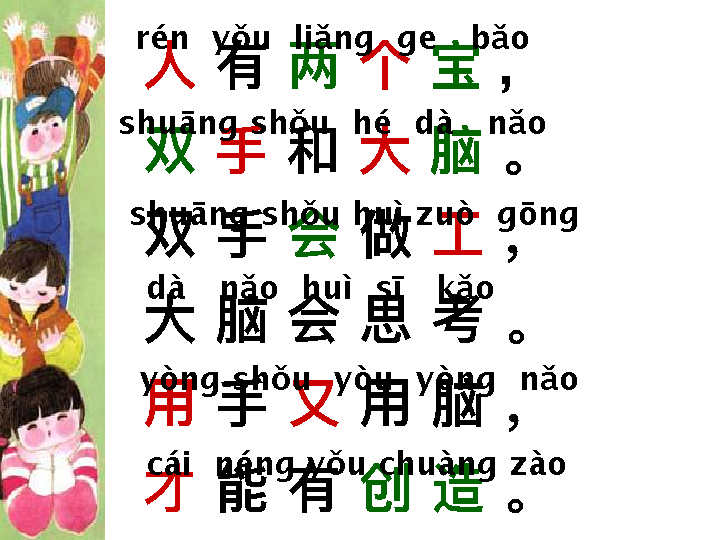 rén yǒu liǎng ge bǎo
人有两个宝，
shuāng shǒu hé dà nǎo
双手和大脑。
shuāng shǒu huì zuò gōng
双手会做工，
dà nǎo huì sī kǎo
大脑会思考。
yòng shǒu yòu yòng nǎo
用手又用脑，
cái néng yǒu chuàng zào
才能有创造。